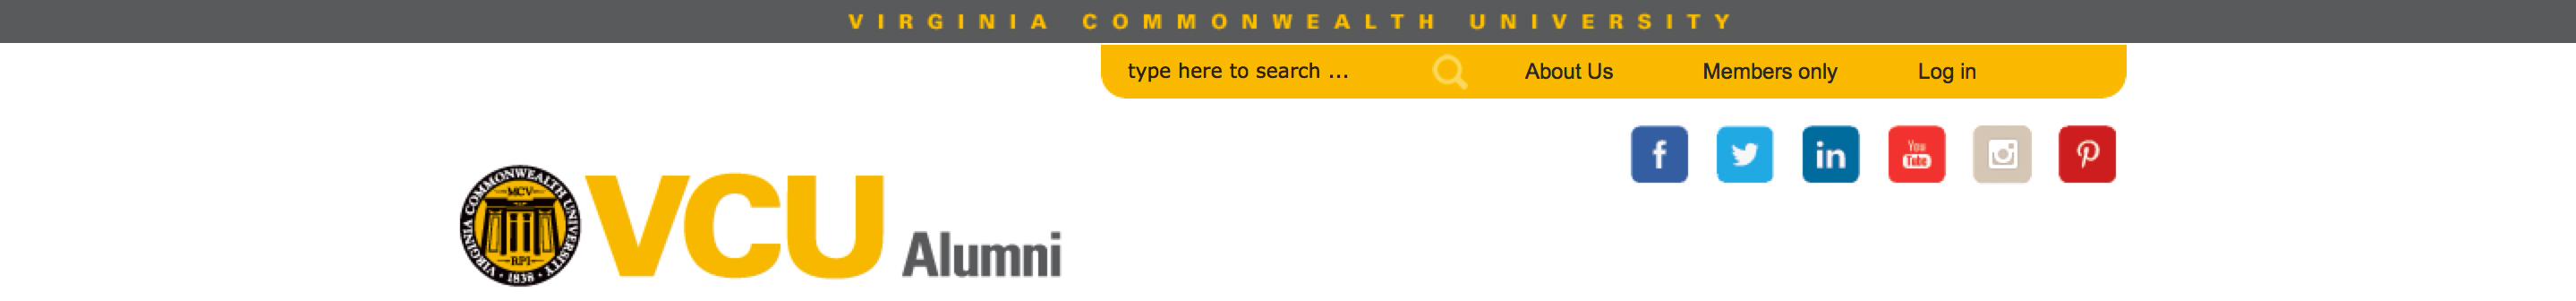 VIRGINIA COMMONWEALTH UNIVERSITY
type here to search ...
About Us
Members only
Log in
f
in
You
Tube
VIRGINIA COMMONWEALTH UNIVERSITY
MCV
RPI
1838
VCU Alumni